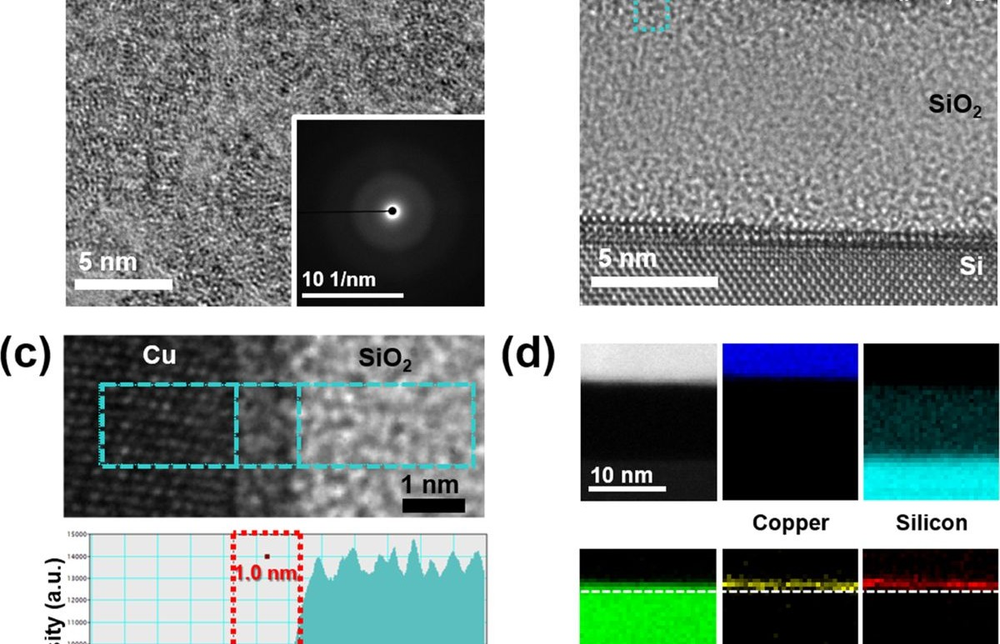 SiO₂
5 nm
10 1/nm
5 nm
Si
(c)
Cu
SiO₂
1 nm
(d)
10 nm
Copper
Silicon
15000
14000
13000
12000
11000
1.0 nm
(a.u.)